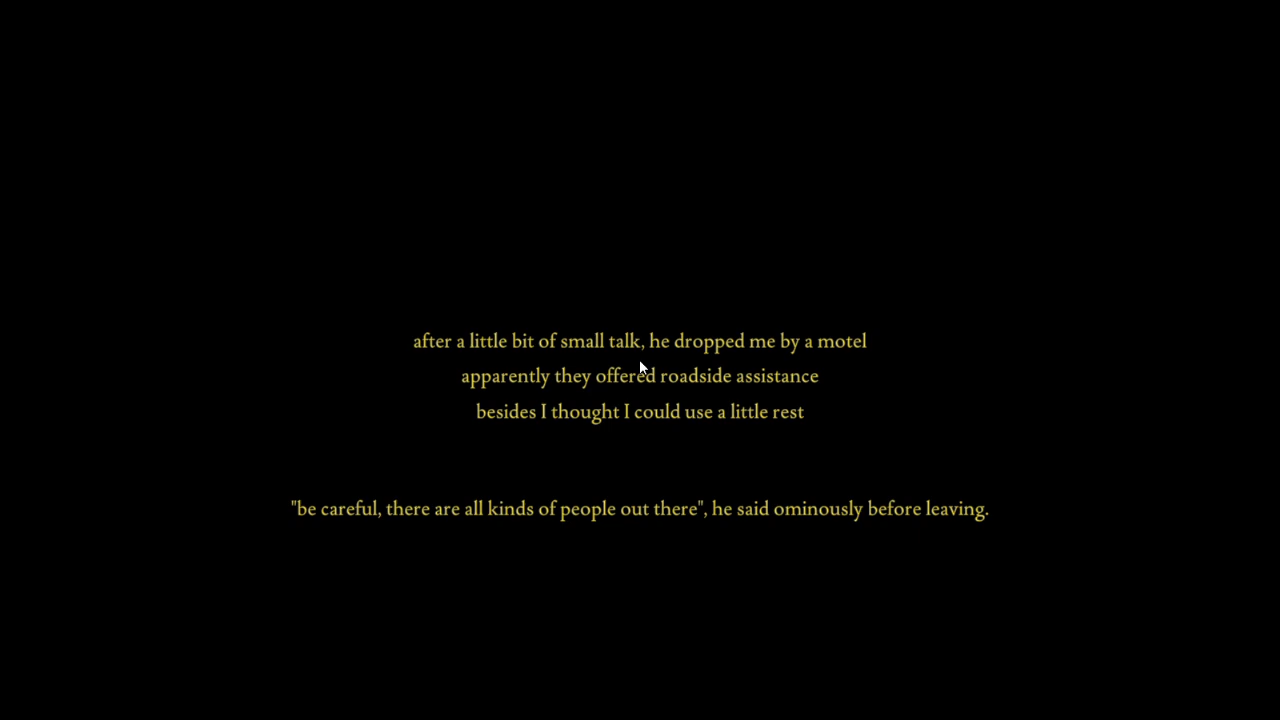 after a little bit of small talk, he dropped me by a motel
apparently they offered roadside assistance
besides I thought I could use a little rest
"be careful, there are all kinds of people out there", he said ominously before leaving.